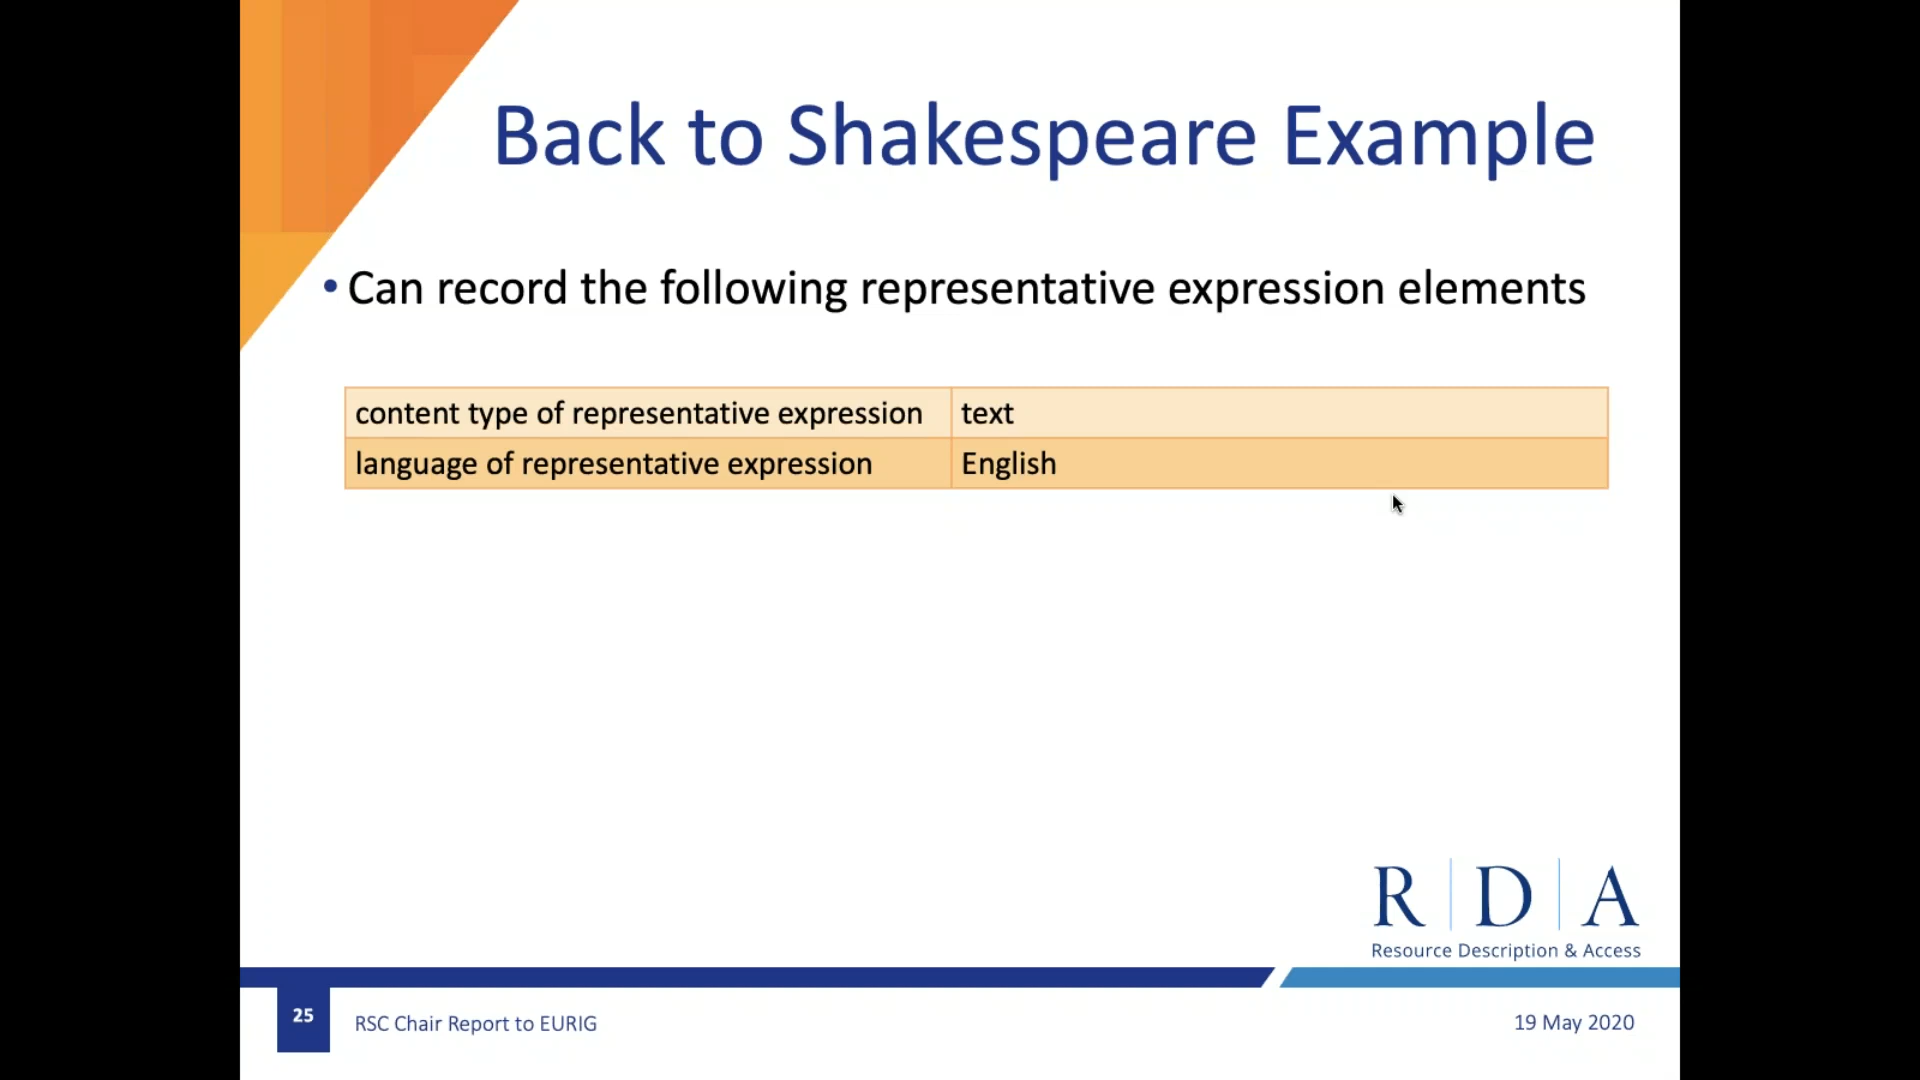 Back to Shakespeare Example
• Can record the following representative expression elements
content type of representative expression text
language of representative expression English
R D A
Resource Description & Access
25 RSC Chair Report to EURIG 19 May 2020